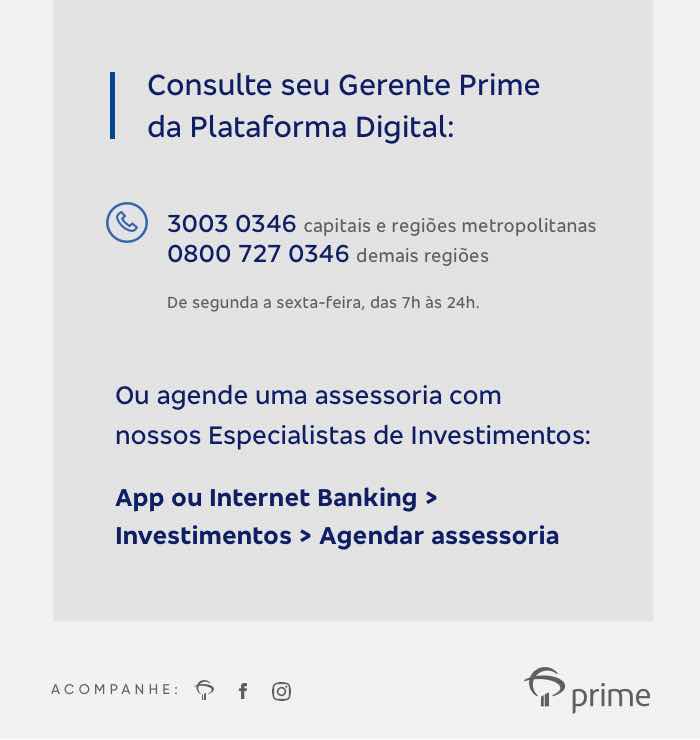 Consulte seu Gerente Prime
da Plataforma Digital:
3003 0346 capitais e regiões metropolitanas
0800 727 0346 demais regiões
De segunda a sexta-feira, das 7h às 24h.
Ou agende uma assessoria com
nossos Especialistas de Investimentos:
App ou Internet Banking >
Investimentos > Agendar assessoria
ACOMPANHE:
prime